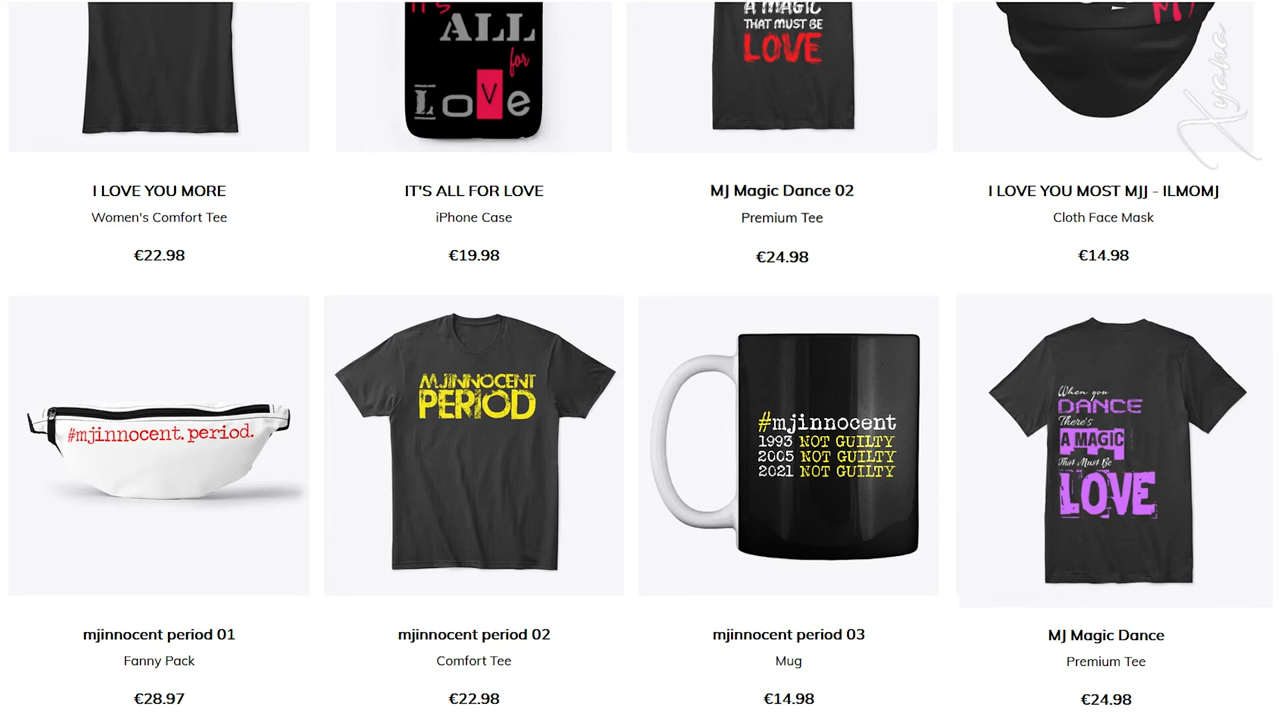 IT'S
ALL
for
LoVe
A MAGIC
THAT MUST BE
LOVE
MJ
Xyana
I LOVE YOU MORE
Women's Comfort Tee
€22.98
IT'S ALL FOR LOVE
iPhone Case
€19.98
MJ Magic Dance 02
Premium Tee
€24.98
I LOVE YOU MOST MJJ - ILMOMJ
Cloth Face Mask
€14.98
#mjinnocent.period.
MJINNOCENT
PERIOD
#mjinnocent
1993 NOT GUILTY
2005 NOT GUILTY
2021 NOT GUILTY
When you
DANCE
There's
A MAGIC
That Must Be
LOVE
mjinnocent period 01
Fanny Pack
€28.97
mjinnocent period 02
Comfort Tee
€22.98
mjinnocent period 03
Mug
€14.98
MJ Magic Dance
Premium Tee
€24.98